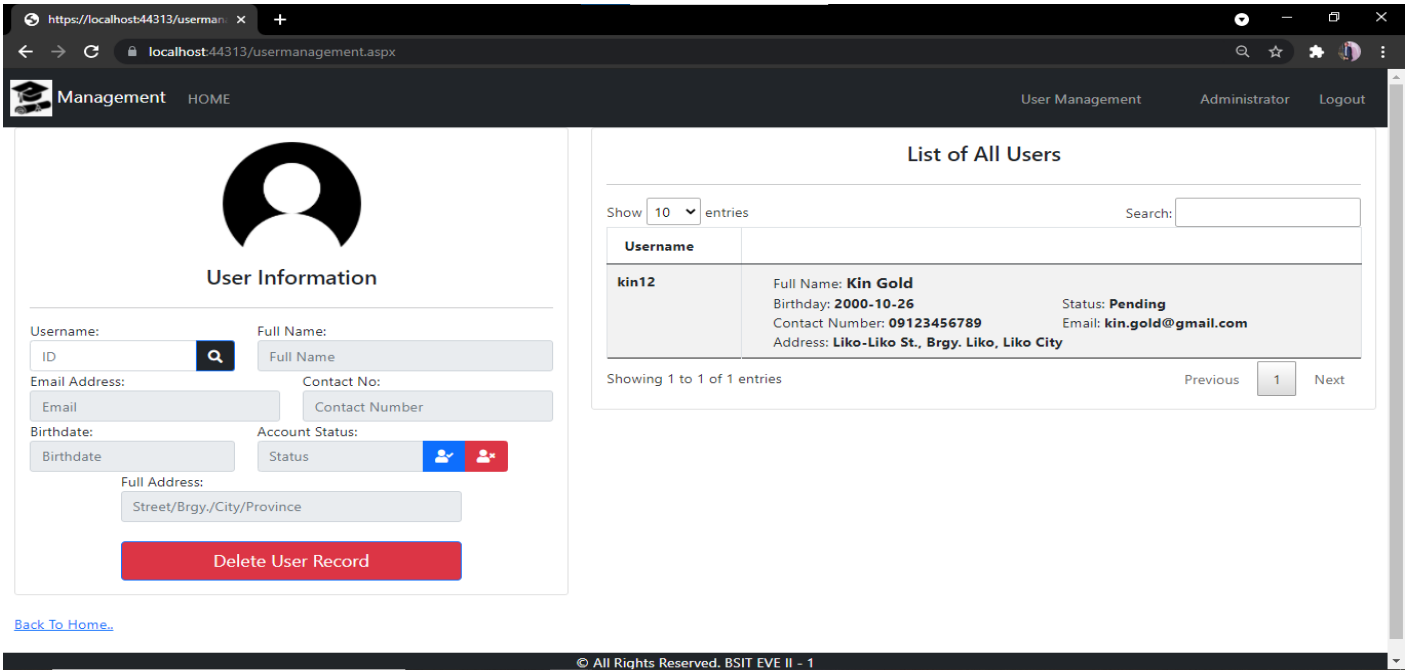 https://localhost:44313/userman
localhost:44313/usermanagement.aspx
Management HOME User Management Administrator Logout
User Information
Username: Full Name:
ID Full Name
Email Address: Contact No:
Email Contact Number
Birthdate: Account Status:
Birthdate Status
Full Address:
Street/Brgy./City/Province
Delete User Record
Back To Home..
List of All Users
Show 10 entries Search:
Username
kin12 Full Name: Kin Gold
Birthday: 2000-10-26 Status: Pending
Contact Number: 09123456789 Email: kin.gold@gmail.com
Address: Liko-Liko St., Brgy. Liko, Liko City
Showing 1 to 1 of 1 entries Previous 1 Next
© All Rights Reserved. BSIT EVE II - 1